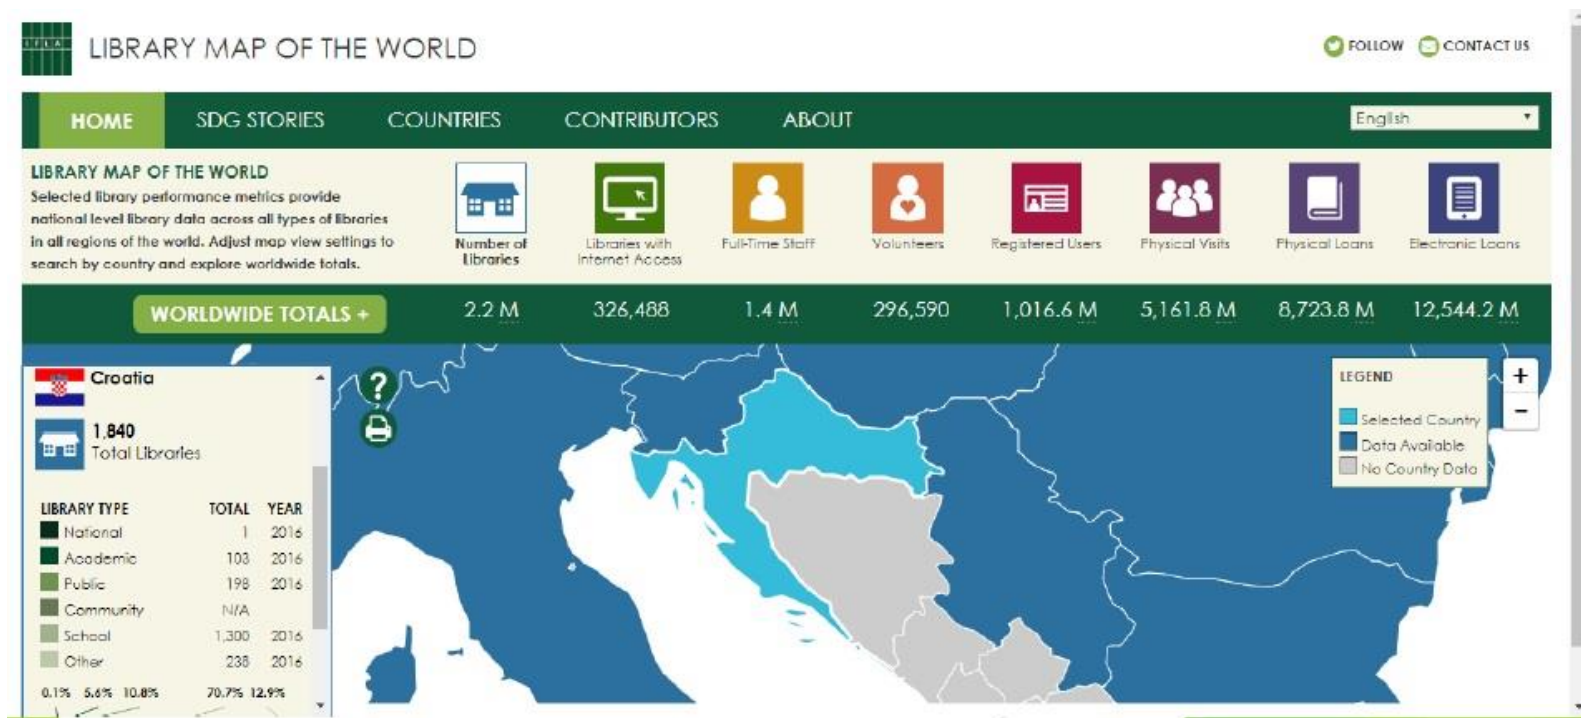 IFLA
LIBRARY MAP OF THE WORLD
FOLLOW
CONTACT US
HOME
SDG STORIES
COUNTRIES
CONTRIBUTORS
ABOUT
English
LIBRARY MAP OF THE WORLD
Selected library performance metrics provide
national level library data across all types of libraries
in all regions of the world. Adjust map view settings to
search by country and explore worldwide totals.
Number of
Libraries
Libraries with
Internet Access
Full-Time Staff
Volunteers
Registered Users
Physical Visits
Physical Loans
Electronic Loans
WORLDWIDE TOTALS +
2.2 M
326,488
1.4 M
296,590
1,016.6 M
5,161.8 M
8,723.8 M
12,544.2 M
Croatia
1,840
Total Libraries
LIBRARY TYPE TOTAL YEAR
National 1 2016
Academic 103 2016
Public 198 2016
Community N/A
School 1,300 2016
Other 238 2016
0.1% 5.6% 10.8% 70.7% 12.9%
?
LEGEND
Selected Country
Data Available
No Country Data
+
-